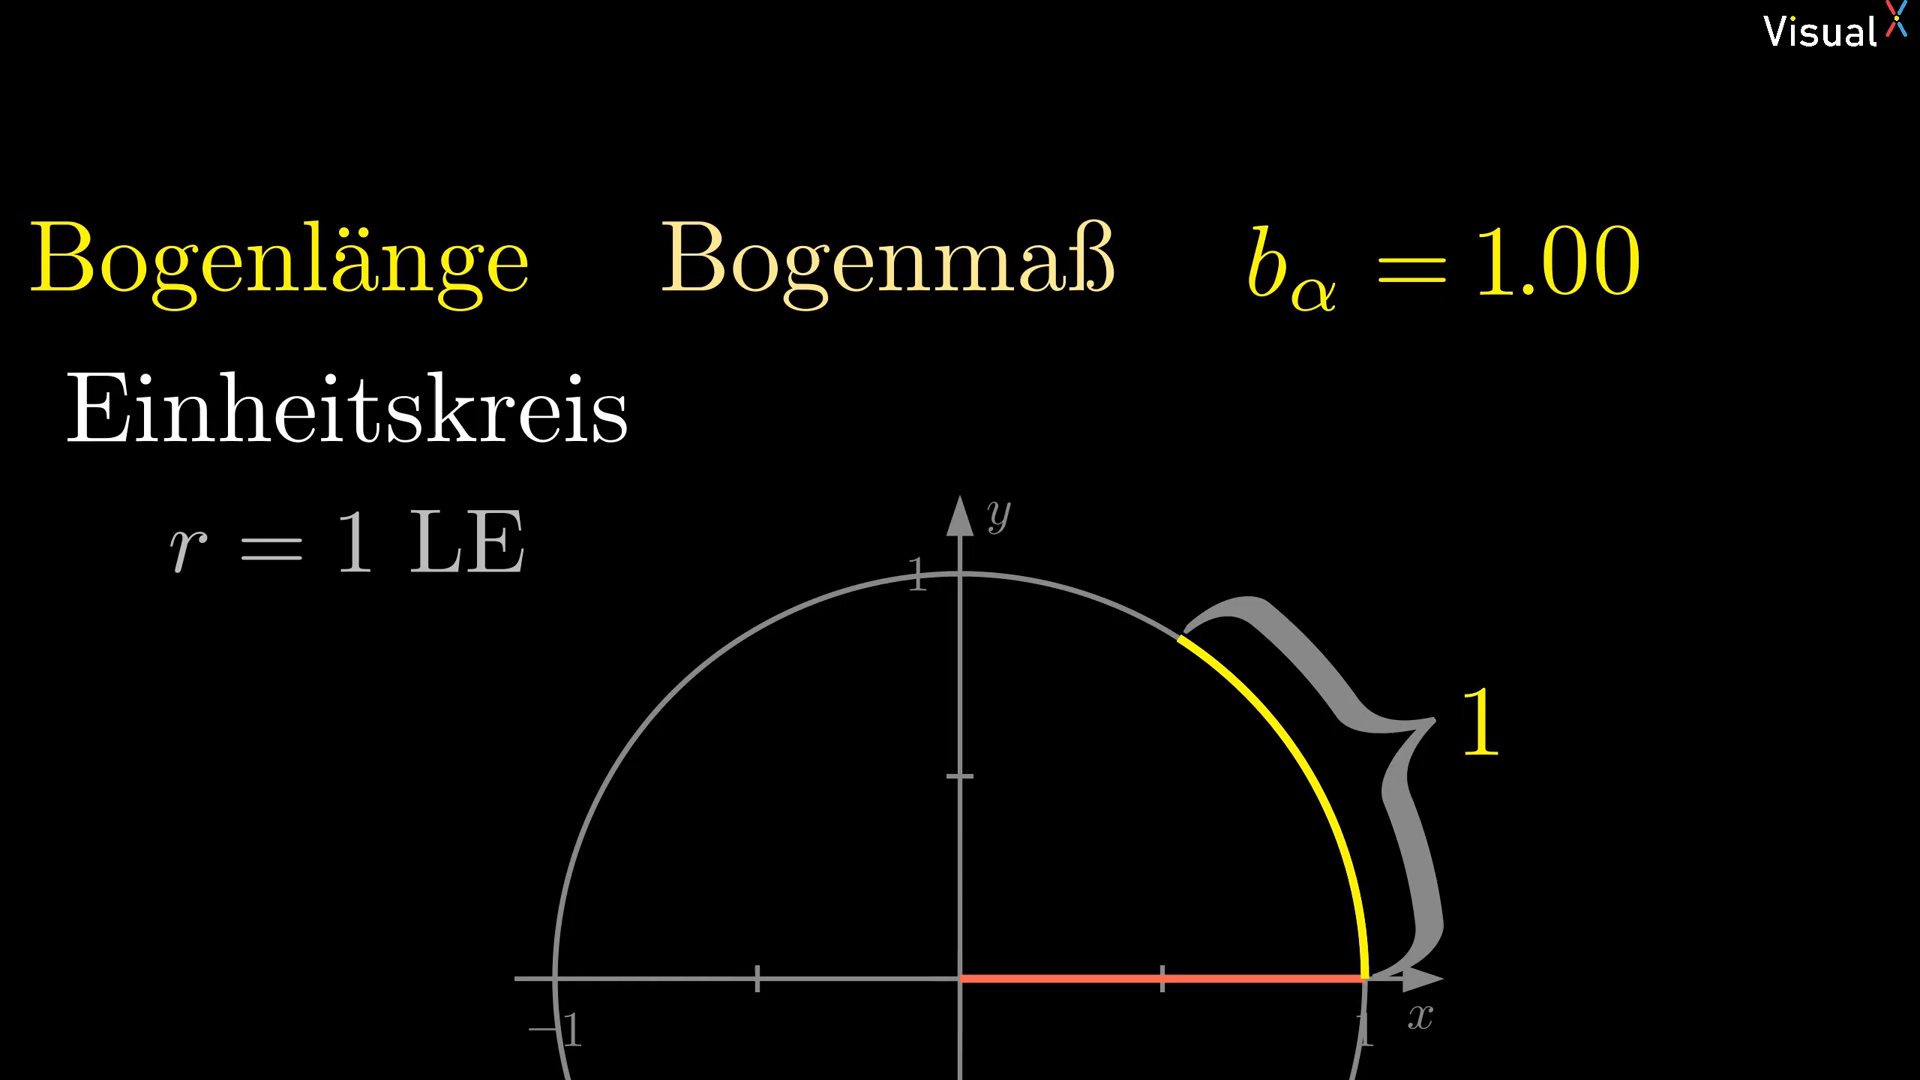 Visual X
Bogenlänge Bogenmaß b_α = 1.00
Einheitskreis
r = 1 LE
y
1
1
−1
1
x